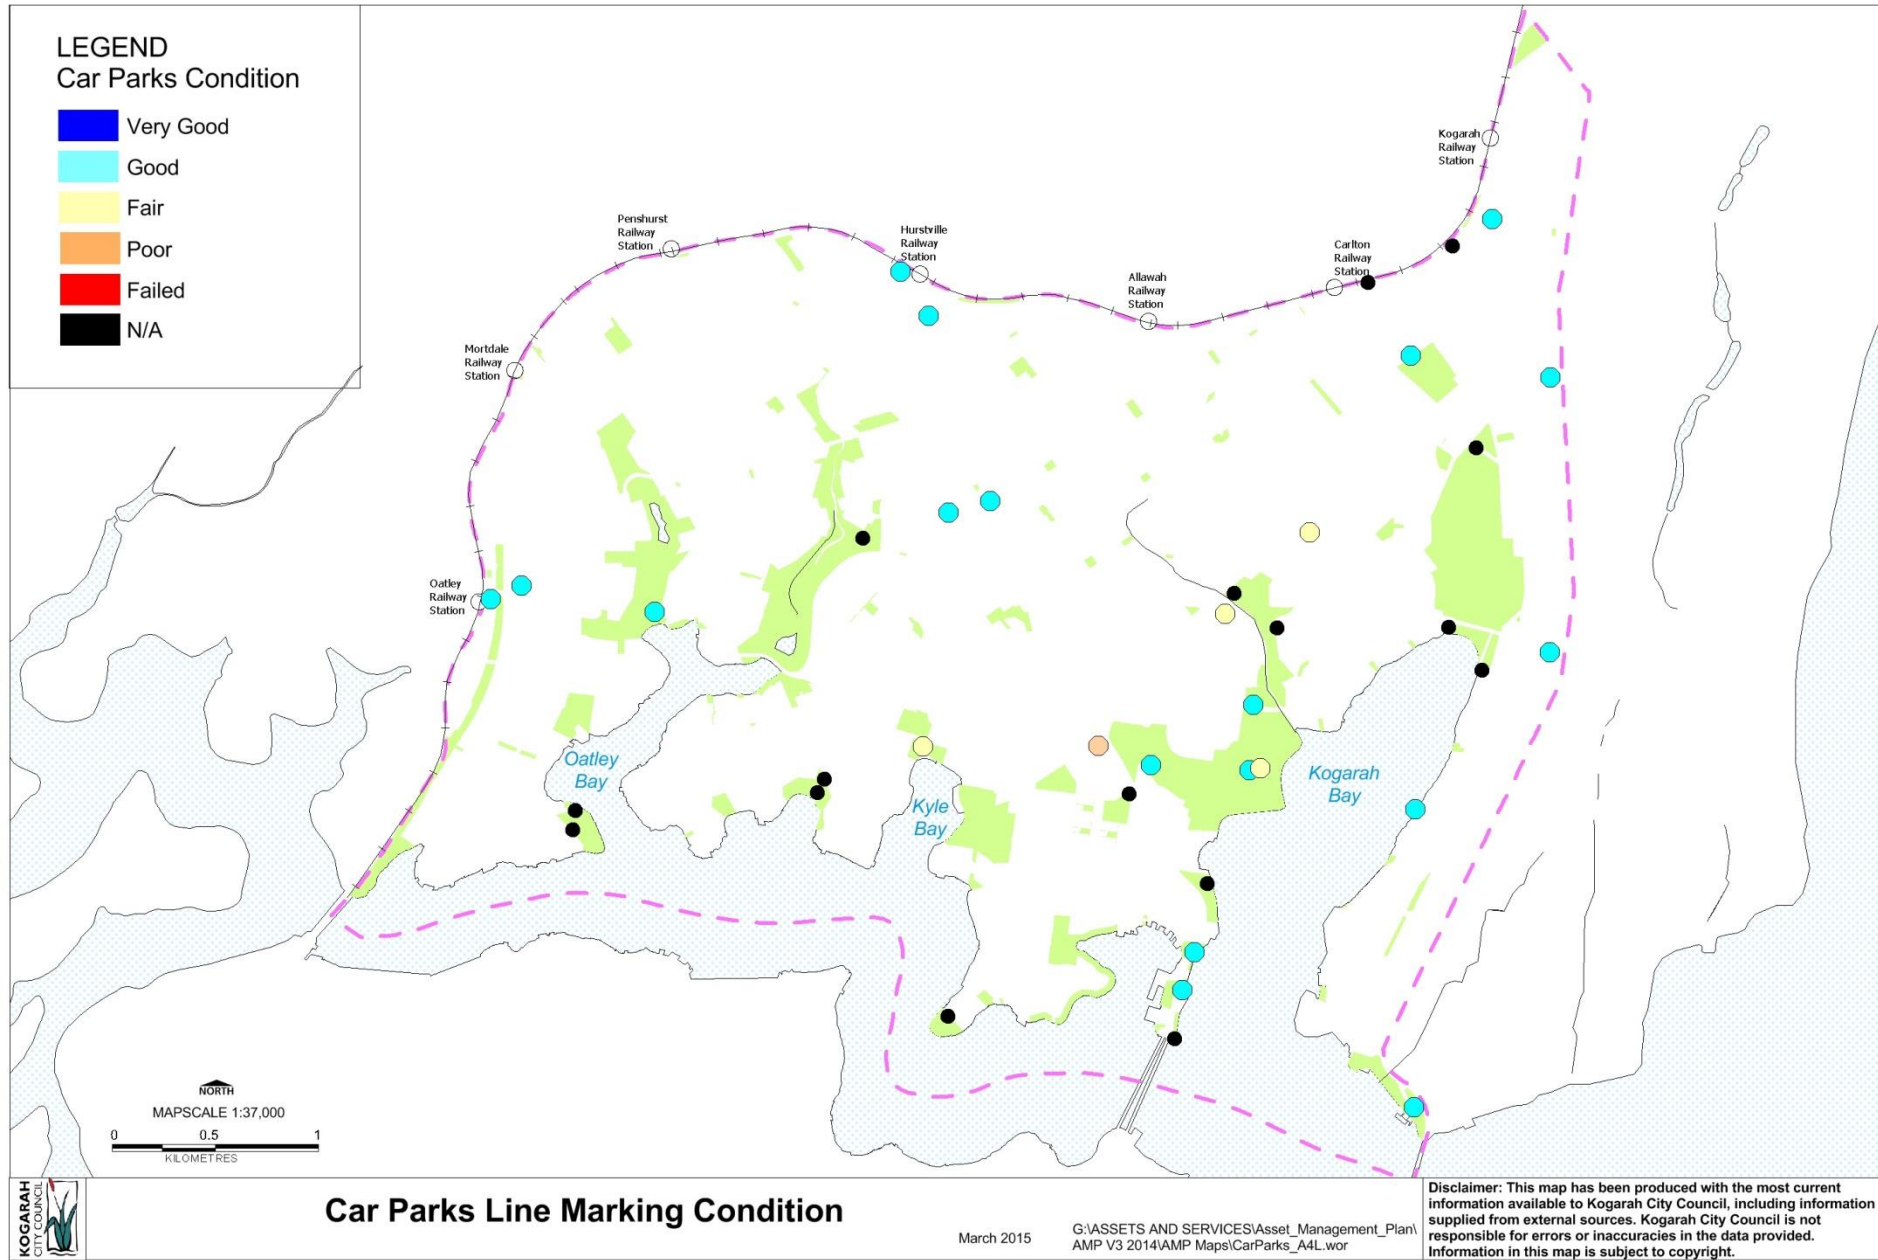 LEGEND
Car Parks Condition
Very Good
Good
Fair
Poor
Failed
N/A
Kogarah
Railway
Station
Penshurst
Railway
Station
Hurstville
Railway
Station
Carlton
Railway
Station
Allawah
Railway
Station
Mortdale
Railway
Station
Oatley
Railway
Station
Oatley
Bay
Kyle
Bay
Kogarah
Bay
NORTH
MAPSCALE 1:37,000
0 0.5 1
KILOMETRES
KOGARAH
CITY COUNCIL
Car Parks Line Marking Condition
March 2015
G:\ASSETS AND SERVICES\Asset_Management_Plan\
AMP V3 2014\AMP Maps\CarParks_A4L.wor
Disclaimer: This map has been produced with the most current
information available to Kogarah City Council, including information
supplied from external sources. Kogarah City Council is not
responsible for errors or inaccuracies in the data provided.
Information in this map is subject to copyright.